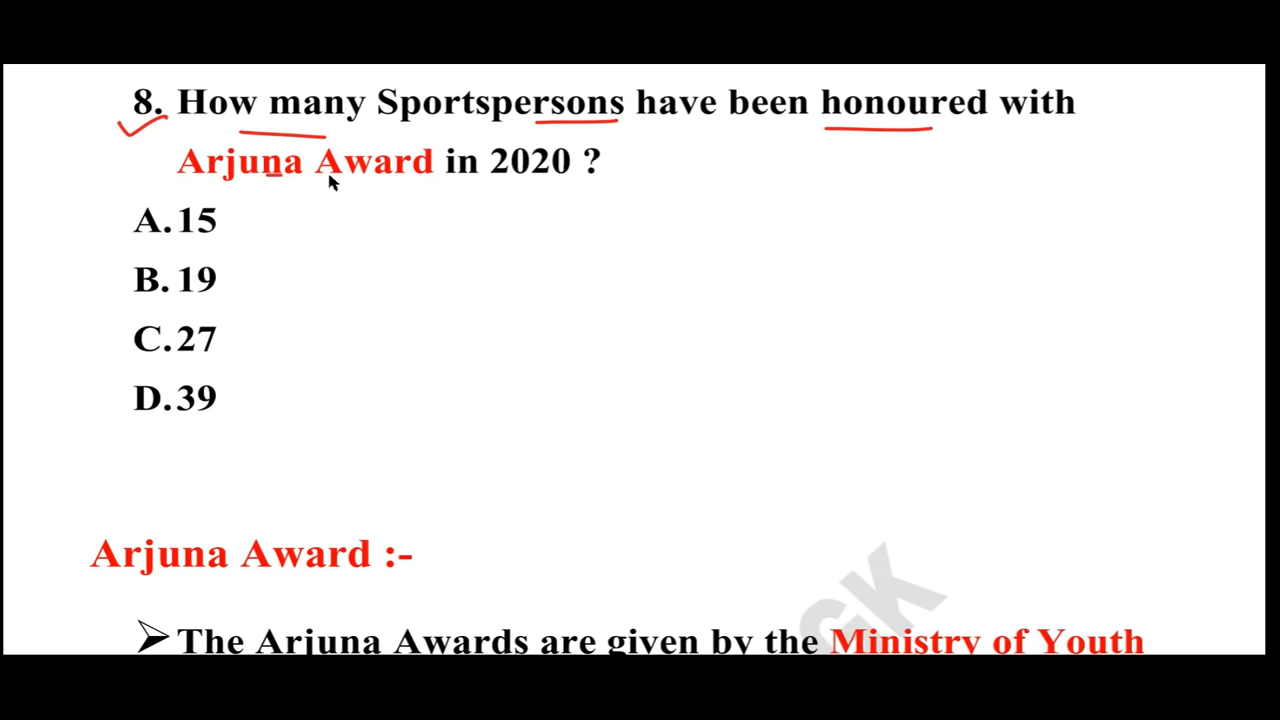 8. How many Sportspersons have been honoured with
Arjuna Award in 2020 ?
A. 15
B. 19
C. 27
D. 39
Arjuna Award :-
➢ The Arjuna Awards are given by the Ministry of Youth
GK